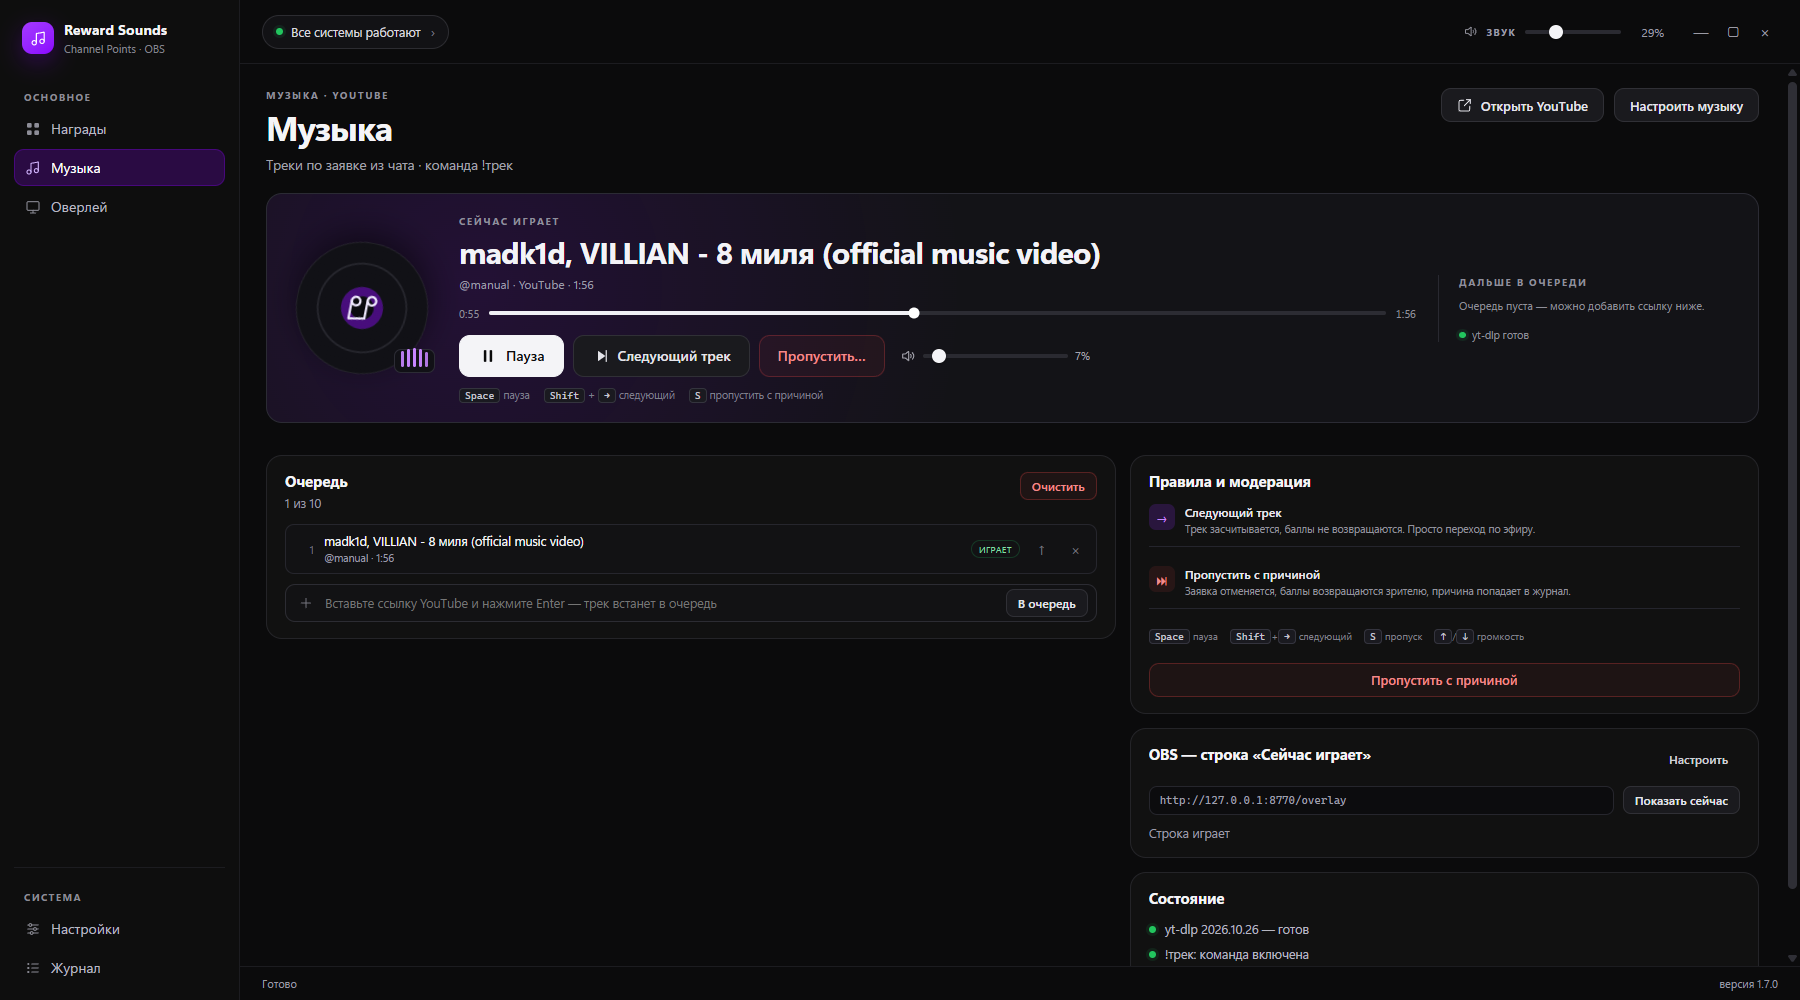 Reward Sounds
Channel Points · OBS
ОСНОВНОЕ
Награды
Музыка
Оверлей
СИСТЕМА
Настройки
Журнал
Все системы работают ›
ЗВУК 29%
МУЗЫКА · YOUTUBE
Музыка
Треки по заявке из чата · команда !трек
Открыть YouTube
Настроить музыку
СЕЙЧАС ИГРАЕТ
madk1d, VILLIAN - 8 миля (official music video)
@manual · YouTube · 1:56
0:55 1:56
Пауза Следующий трек Пропустить... 7%
Space пауза Shift + → следующий S пропустить с причиной
ДАЛЬШЕ В ОЧЕРЕДИ
Очередь пуста — можно добавить ссылку ниже.
yt-dlp готов
Очередь
1 из 10
Очистить
1 madk1d, VILLIAN - 8 миля (official music video)
@manual · 1:56
ИГРАЕТ ↑ ×
+ Вставьте ссылку YouTube и нажмите Enter — трек встанет в очередь
В очередь
Правила и модерация
→ Следующий трек
Трек засчитывается, баллы не возвращаются. Просто переход по эфиру.
Пропустить с причиной
Заявка отменяется, баллы возвращаются зрителю, причина попадает в журнал.
Space пауза Shift + → следующий S пропуск ↑ / ↓ громкость
Пропустить с причиной
OBS — строка «Сейчас играет»
Настроить
http://127.0.0.1:8770/overlay
Показать сейчас
Строка играет
Состояние
yt-dlp 2026.10.26 — готов
!трек: команда включена
Готово
версия 1.7.0